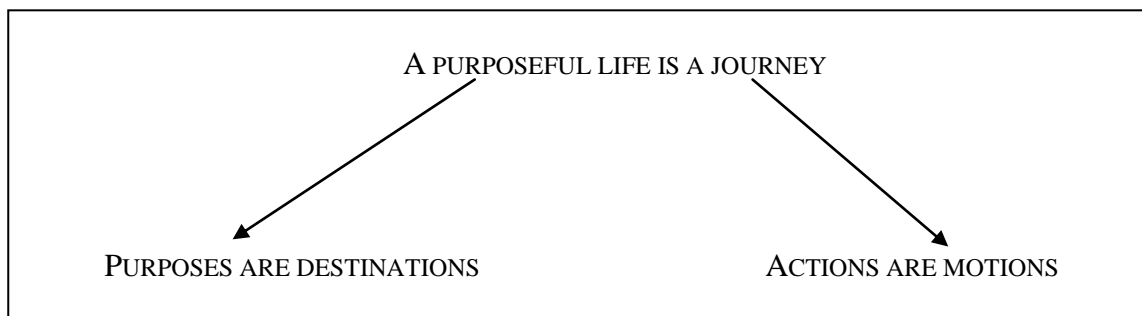 A PURPOSEFUL LIFE IS A JOURNEY
PURPOSES ARE DESTINATIONS
ACTIONS ARE MOTIONS